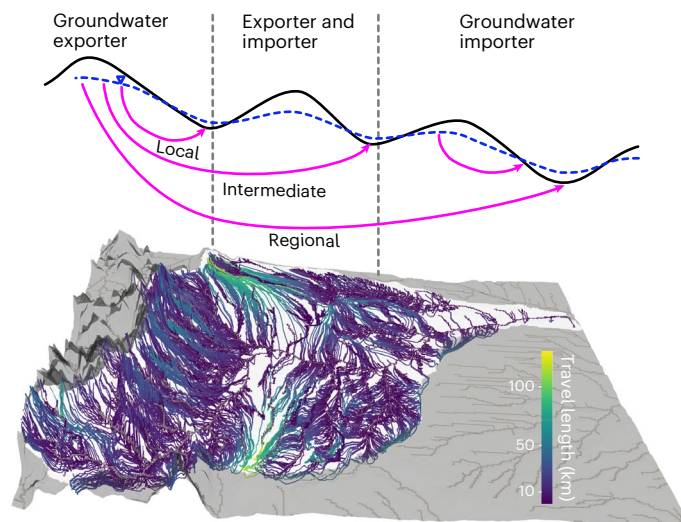 Groundwater
exporter
Exporter and
importer
Groundwater
importer
Local
Intermediate
Regional
Travel length (km)
100
50
10